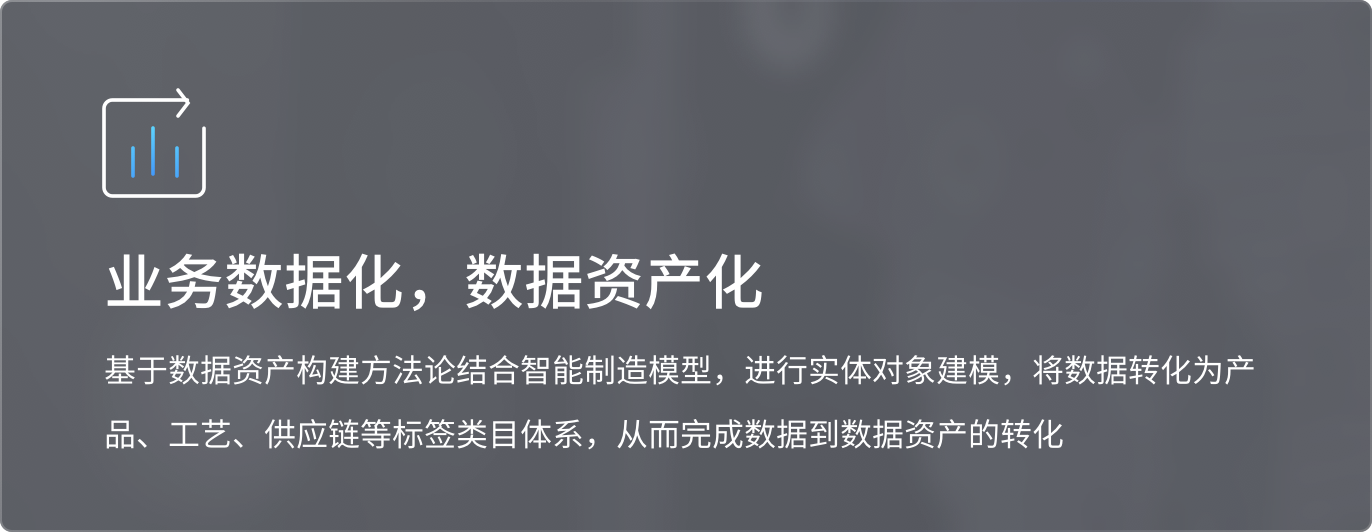 业务数据化，数据资产化
基于数据资产构建方法论结合智能制造模型，进行实体对象建模，将数据转化为产
品、工艺、供应链等标签类目体系，从而完成数据到数据资产的转化